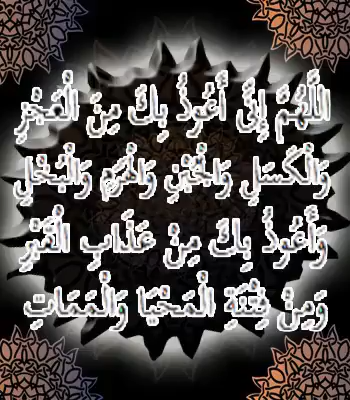 اللَّهُمَّ إِنِّي أَعُوذُ بِكَ مِنَ الْعَجْزِ
وَالْكَسَلِ وَالْجُبْنِ وَالْهَرَمِ وَالْبُخْلِ
وَأَعُوذُ بِكَ مِنْ عَذَابِ الْقَبْرِ
وَمِنْ فِتْنَةِ الْمَحْيَا وَالْمَمَاتِ